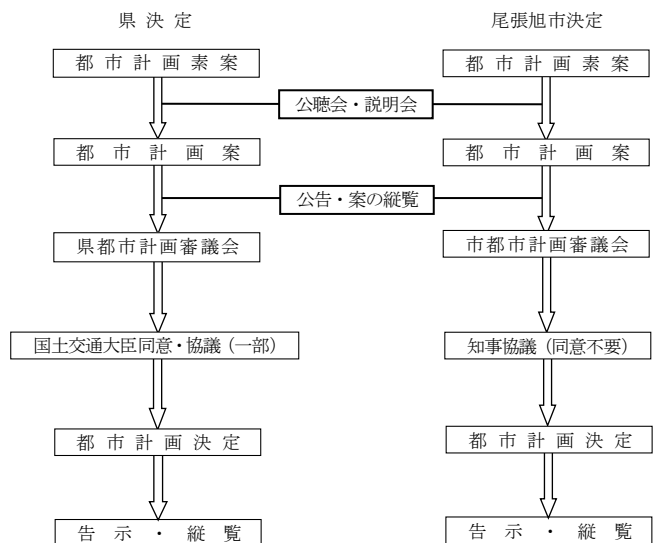 県 決 定
尾張旭市決定
都 市 計 画 素 案
都 市 計 画 素 案
公聴会・説明会
都 市 計 画 案
都 市 計 画 案
公告・案の縦覧
県都市計画審議会
市都市計画審議会
国土交通大臣同意・協議（一部）
知事協議（同意不要）
都 市 計 画 決 定
都 市 計 画 決 定
告 示 ・ 縦 覧
告 示 ・ 縦 覧